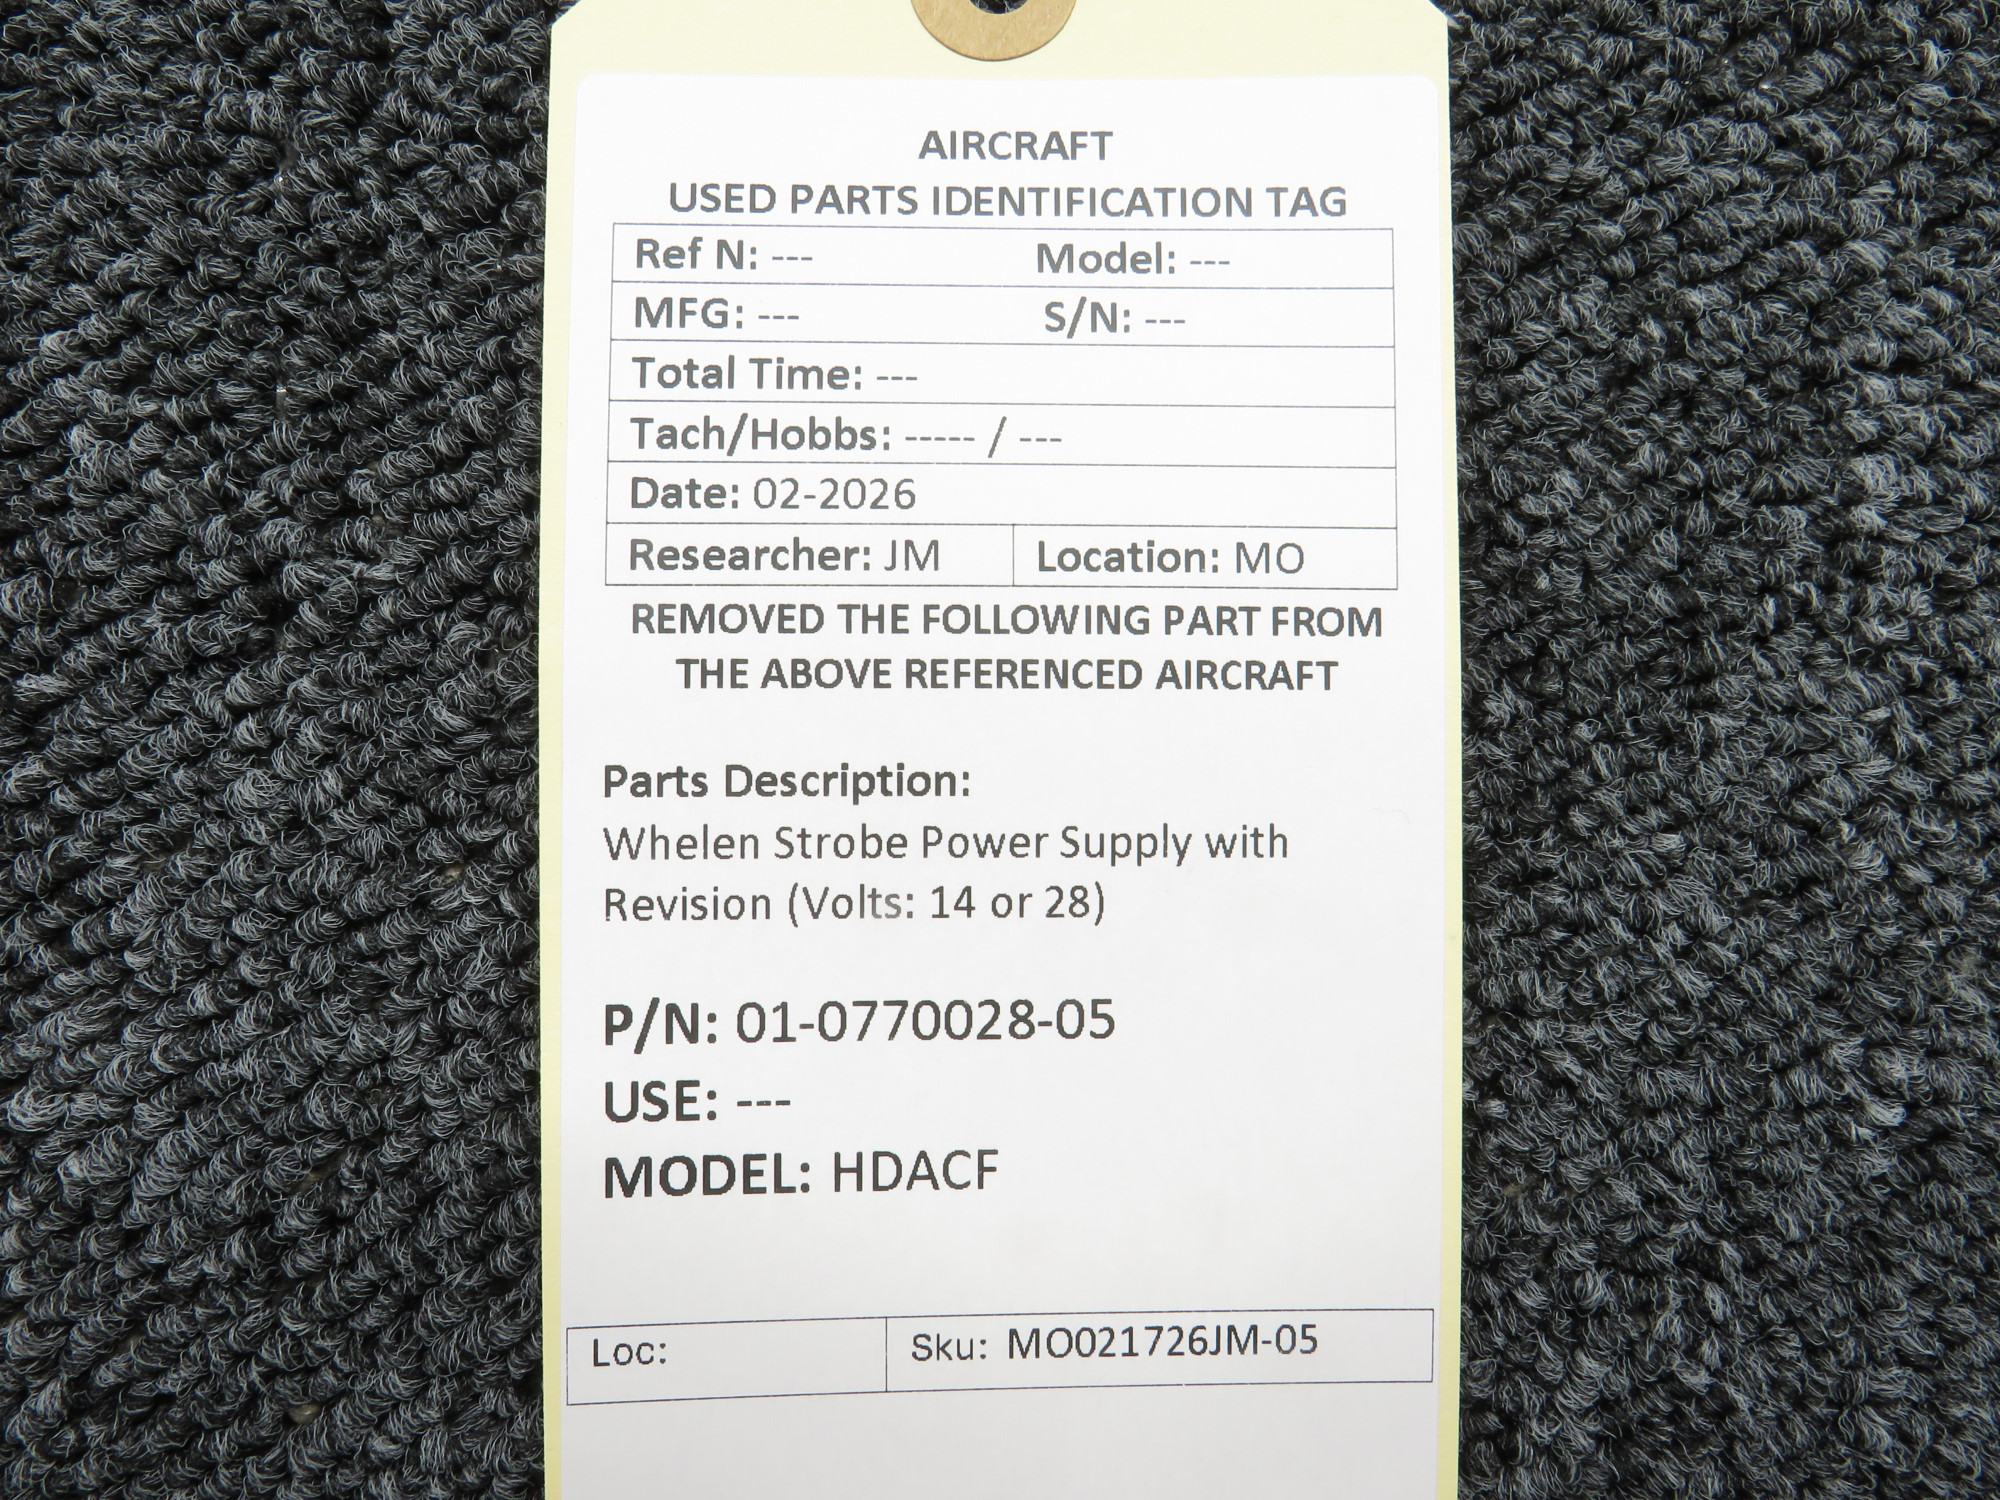 AIRCRAFT
USED PARTS IDENTIFICATION TAG
Ref N: --- Model: ---
MFG: --- S/N: ---
Total Time: ---
Tach/Hobbs: ----- / ---
Date: 02-2026
Researcher: JM Location: MO
REMOVED THE FOLLOWING PART FROM
THE ABOVE REFERENCED AIRCRAFT
Parts Description:
Whelen Strobe Power Supply with
Revision (Volts: 14 or 28)
P/N: 01-0770028-05
USE: ---
MODEL: HDACF
Loc: Sku: MO021726JM-05